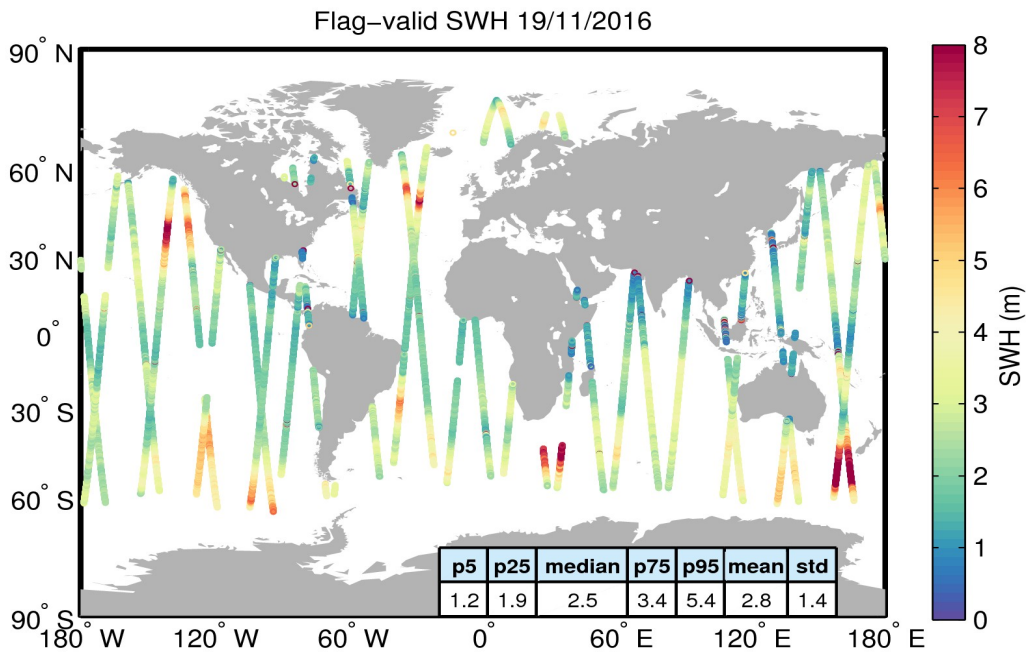 Flag−valid SWH 19/11/2016
90° N
60° N
30° N
0°
30° S
60° S
90° S
180° W
120° W
60° W
0°
60° E
120° E
180° E
p5 p25 median p75 p95 mean std
1.2 1.9 2.5 3.4 5.4 2.8 1.4
8
7
6
5
4
3
2
1
0
SWH (m)